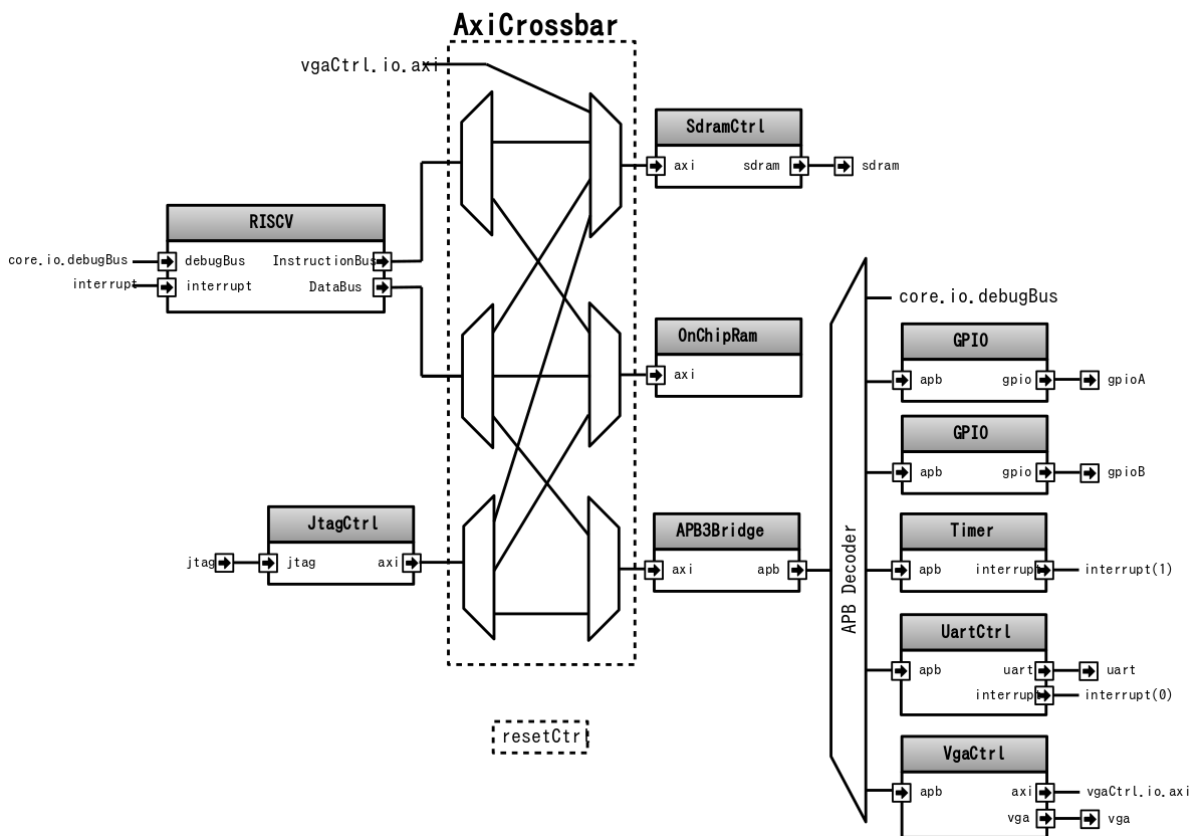 AxiCrossbar
vgaCtrl.io.axi
SdramCtrl
axi
sdram
sdram
RISCV
core.io.debugBus
debugBus
InstructionBus
interrupt
interrupt
DataBus
OnChipRam
axi
JtagCtrl
jtag
jtag
axi
APB3Bridge
axi
apb
resetCtrl
APB Decoder
core.io.debugBus
GPIO
apb
gpio
gpioA
GPIO
apb
gpio
gpioB
Timer
apb
interrupt
interrupt(1)
UartCtrl
apb
uart
uart
interrupt
interrupt(0)
VgaCtrl
apb
axi
vgaCtrl.io.axi
vga
vga